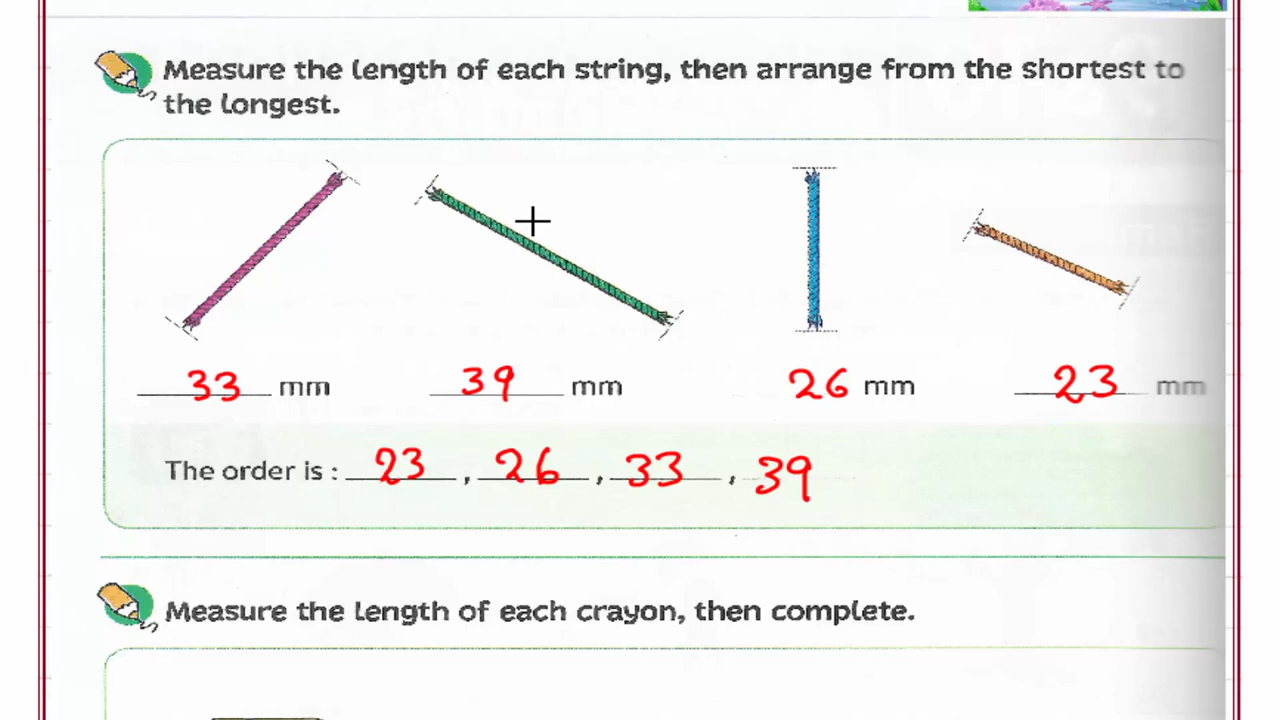 Measure the length of each string, then arrange from the shortest to
the longest.
33 mm 39 mm 26 mm 23 mm
The order is : 23 , 26 , 33 , 39
Measure the length of each crayon, then complete.